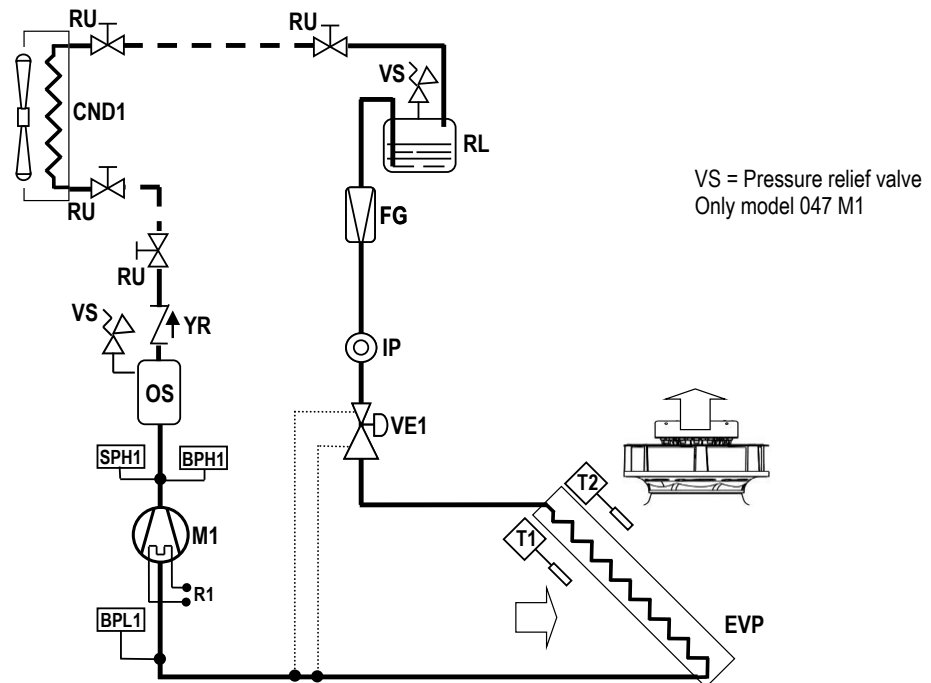 RU
RU
VS
CND1
RL
VS = Pressure relief valve
Only model 047 M1
RU
FG
RU
VS
YR
IP
OS
VE1
SPH1
BPH1
T2
M1
T1
R1
BPL1
EVP